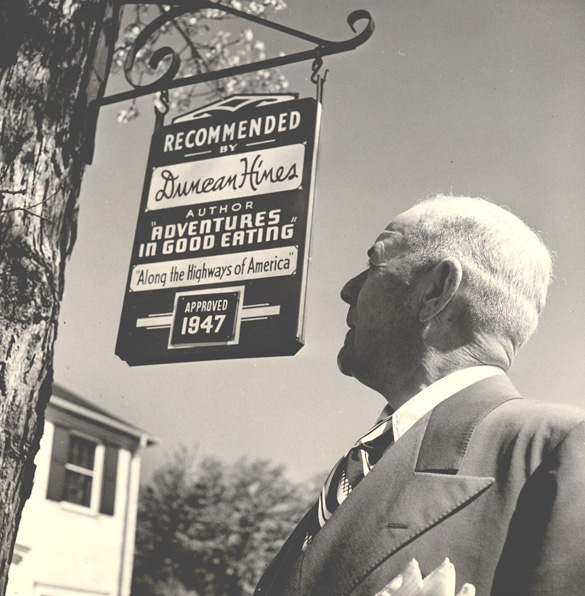 RECOMMENDED
BY
Duncan Hines
AUTHOR
"ADVENTURES
IN GOOD EATING"
"Along the Highways of America"
APPROVED
1947